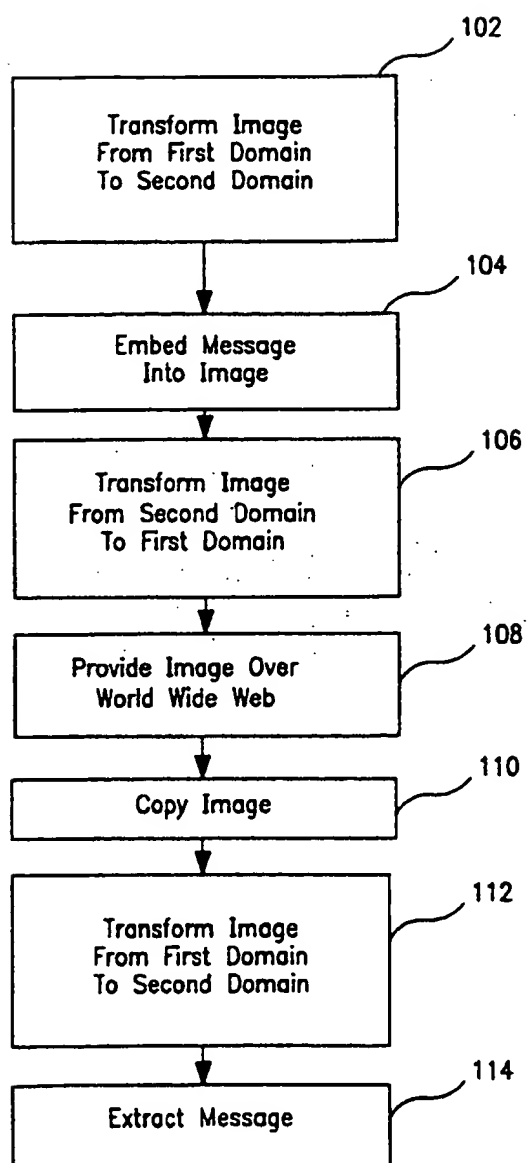 102
Transform Image
From First Domain
To Second Domain
104
Embed Message
Into Image
106
Transform Image
From Second Domain
To First Domain
108
Provide Image Over
World Wide Web
110
Copy Image
112
Transform Image
From First Domain
To Second Domain
114
Extract Message